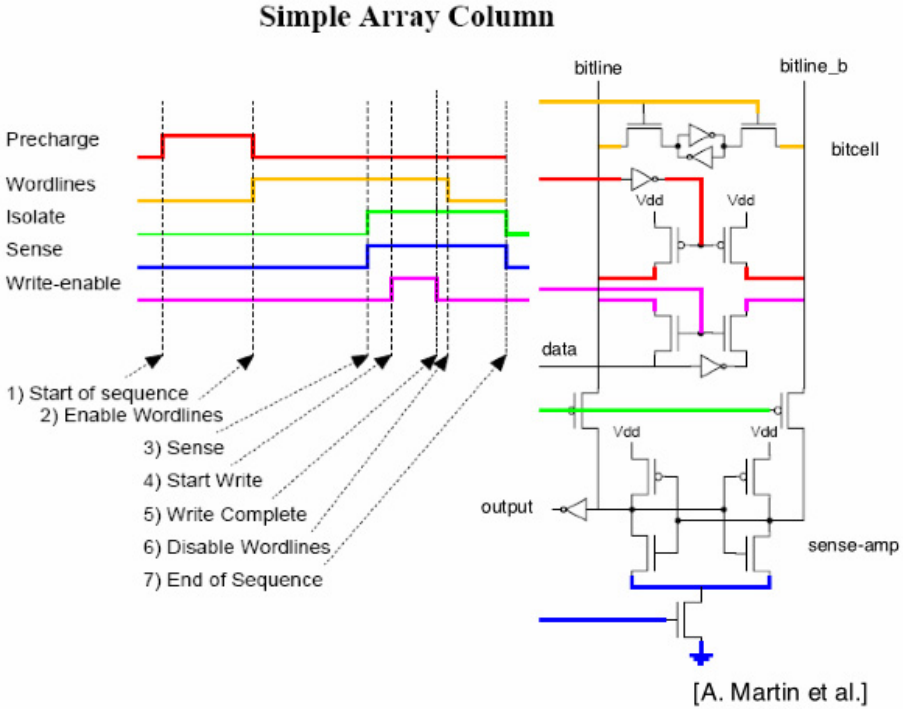 Simple Array Column
bitline
bitline_b
Precharge
bitcell
Wordlines
Vdd
Vdd
Isolate
Sense
Write-enable
data
1) Start of sequence
2) Enable Wordlines
3) Sense
Vdd
Vdd
4) Start Write
5) Write Complete
output
6) Disable Wordlines
sense-amp
7) End of Sequence
[A. Martin et al.]